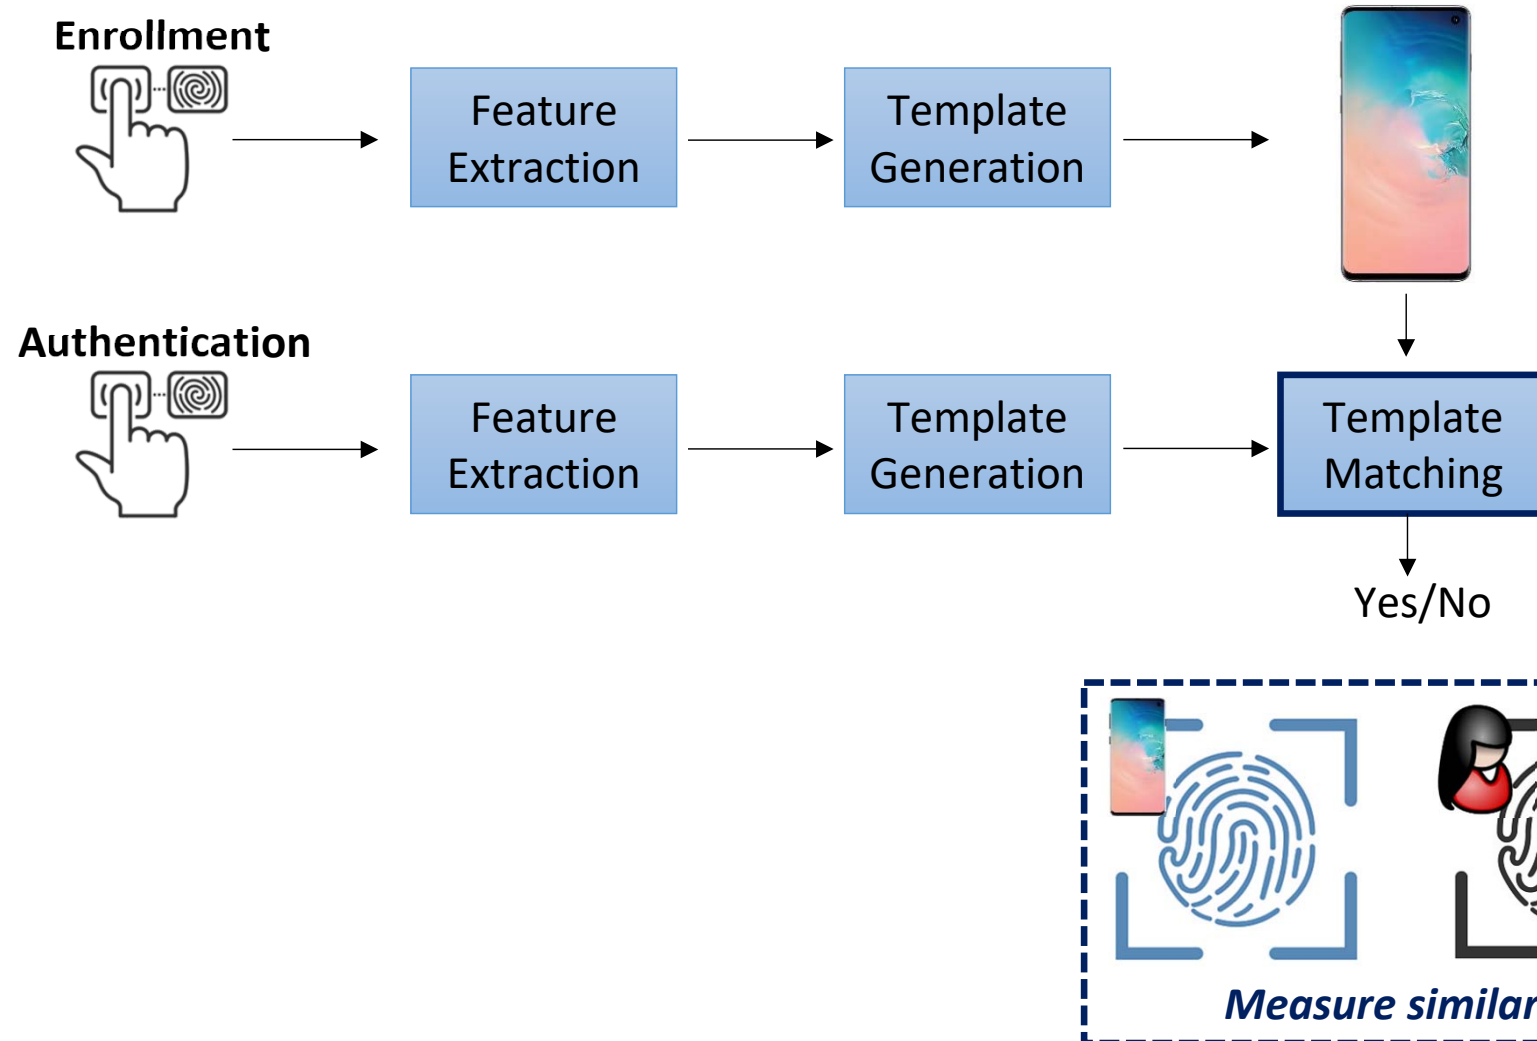 Enrollment
Feature
Extraction
Template
Generation
Authentication
Feature
Extraction
Template
Generation
Template
Matching
Yes/No
Measure similar